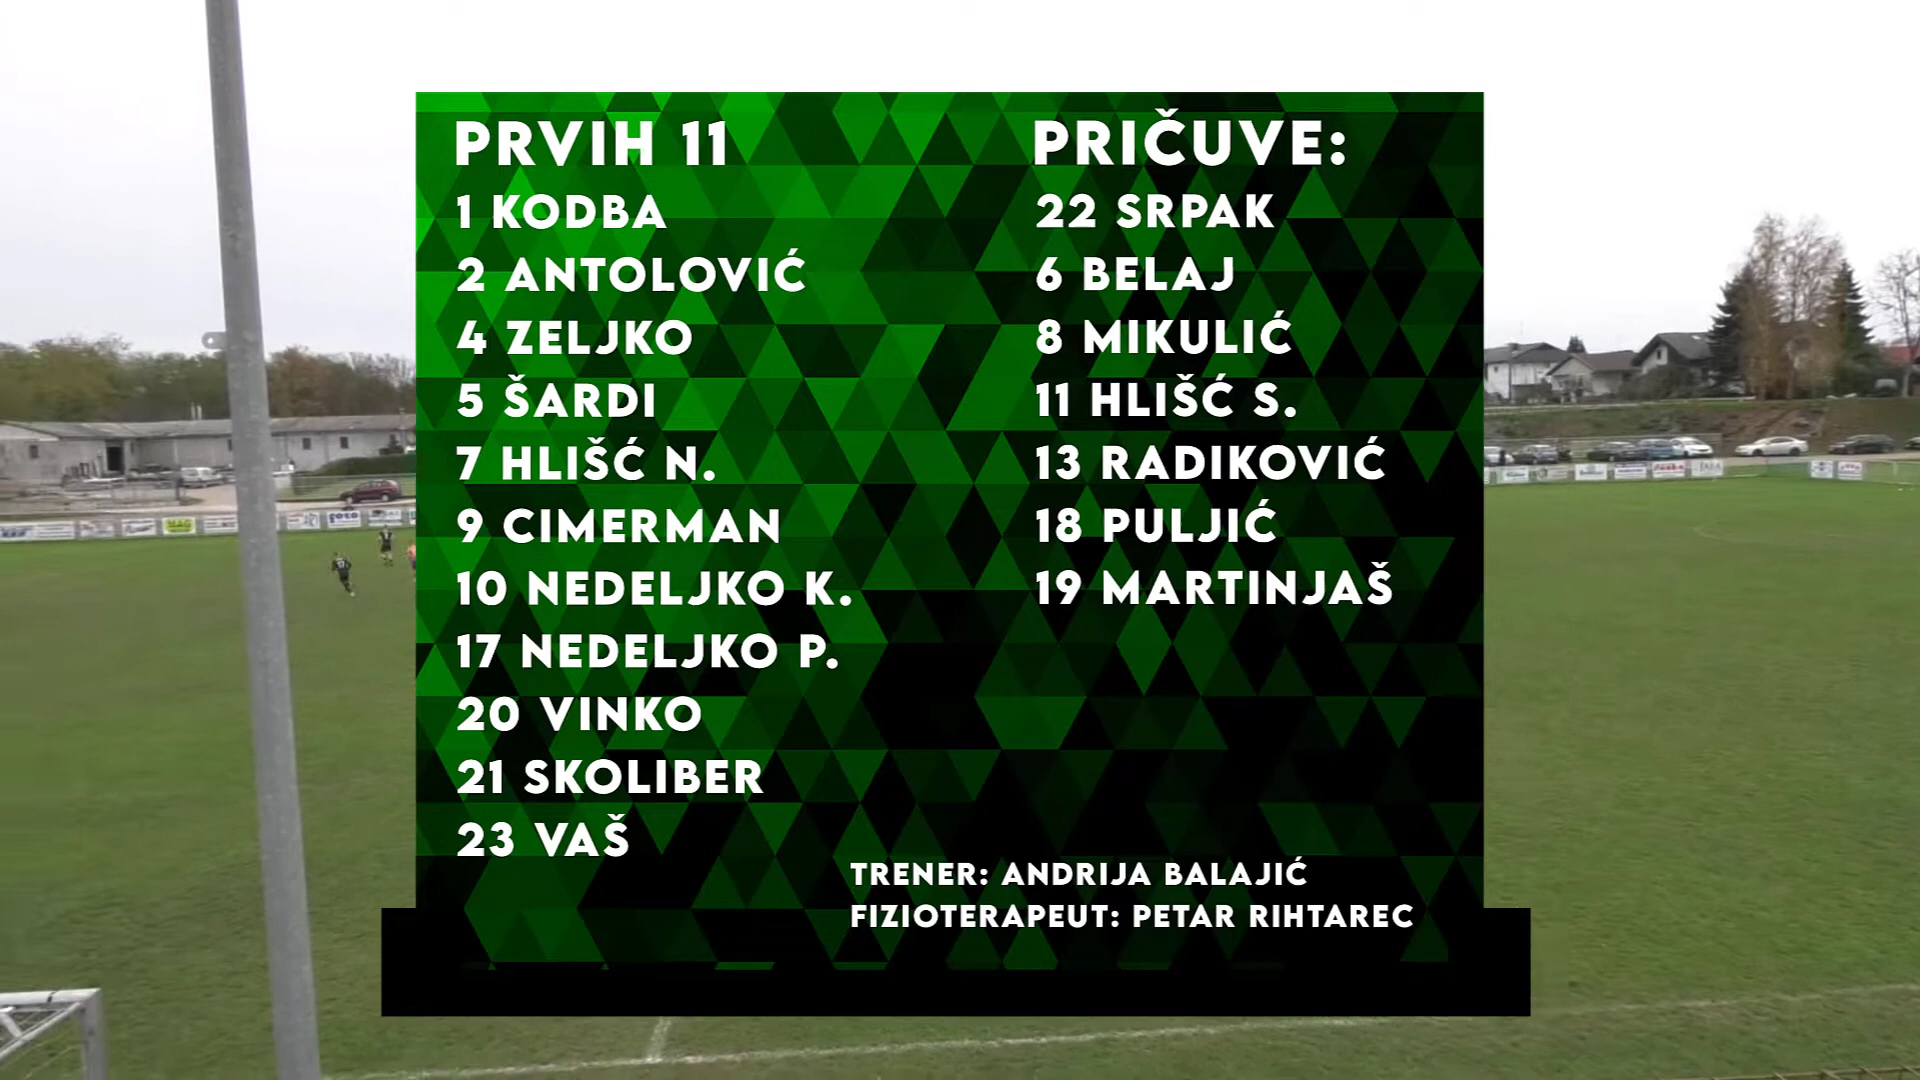 PRVIH 11
1 KODBA
2 ANTOLOVIĆ
4 ZELJKO
5 ŠARDI
7 HLIŠĆ N.
9 CIMERMAN
10 NEDELJKO K.
17 NEDELJKO P.
20 VINKO
21 SKOLIBER
23 VAŠ
PRIČUVE:
22 SRPAK
6 BELAJ
8 MIKULIĆ
11 HLIŠĆ S.
13 RADIKOVIĆ
18 PULJIĆ
19 MARTINJAŠ
TRENER: ANDRIJA BALAJIĆ
FIZIOTERAPEUT: PETAR RIHTAREC